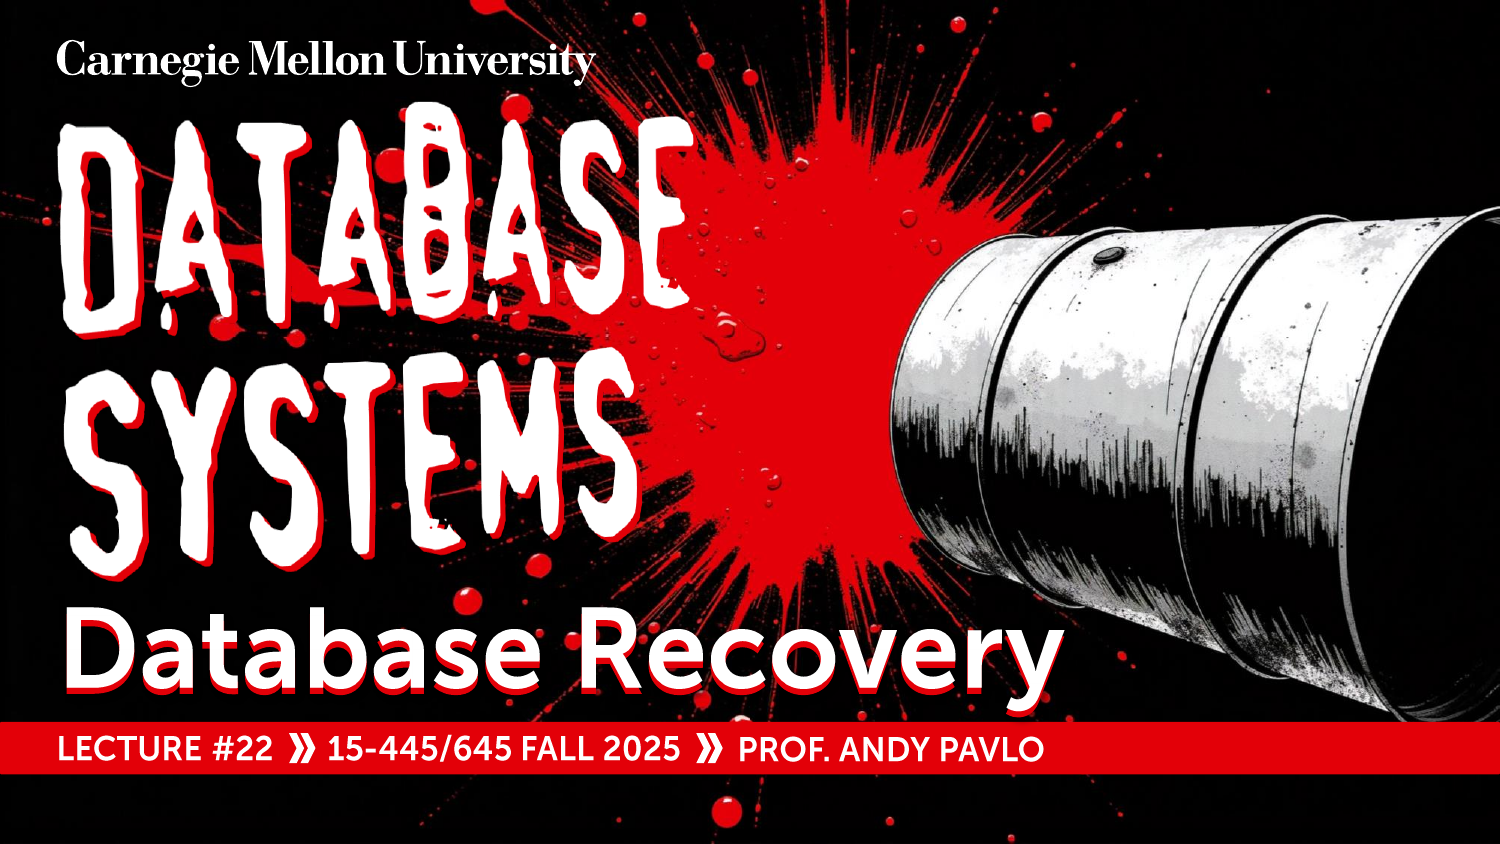 Carnegie Mellon University
DATABASE
SYSTEMS
Database Recovery
LECTURE #22 » 15-445/645 FALL 2025 » PROF. ANDY PAVLO